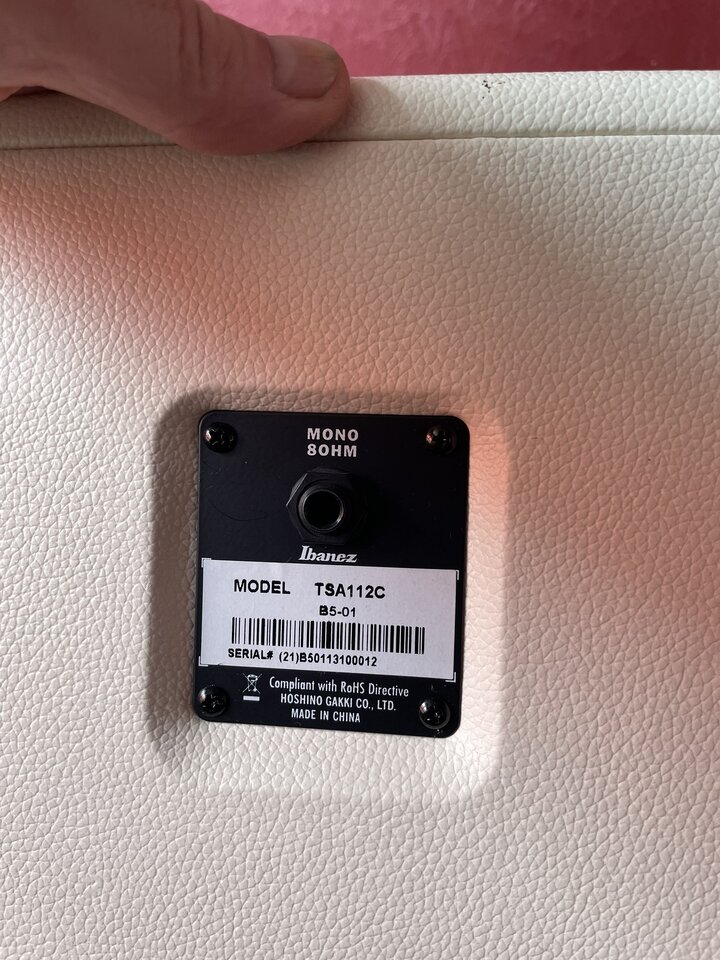 MONO
8OHM
Ibanez
MODEL TSA112C
B5-01
SERIAL# (21)B50113100012
Compliant with RoHS Directive
HOSHINO GAKKI CO., LTD.
MADE IN CHINA